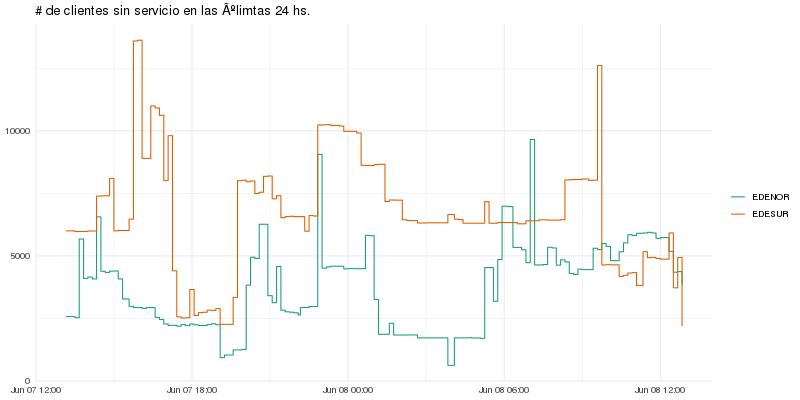 # de clientes sin servicio en las Ãºlimtas 24 hs.
10000
5000
0
Jun 07 12:00
Jun 07 18:00
Jun 08 00:00
Jun 08 06:00
Jun 08 12:00
EDENOR
EDESUR